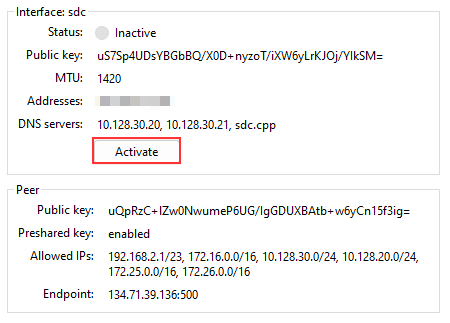 Interface: sdc
Status: Inactive
Public key: uS7Sp4UDsYBGbBQ/X0D+nyzoT/iXW6yLrKJOj/YlkSM=
MTU: 1420
Addresses:
DNS servers: 10.128.30.20, 10.128.30.21, sdc.cpp
Activate
Peer
Public key: uQpRzC+IZw0NwumeP6UG/IgGDUXBAtb+w6yCn15f3ig=
Preshared key: enabled
Allowed IPs: 192.168.2.1/23, 172.16.0.0/16, 10.128.30.0/24, 10.128.20.0/24,
172.25.0.0/16, 172.26.0.0/16
Endpoint: 134.71.39.136:500